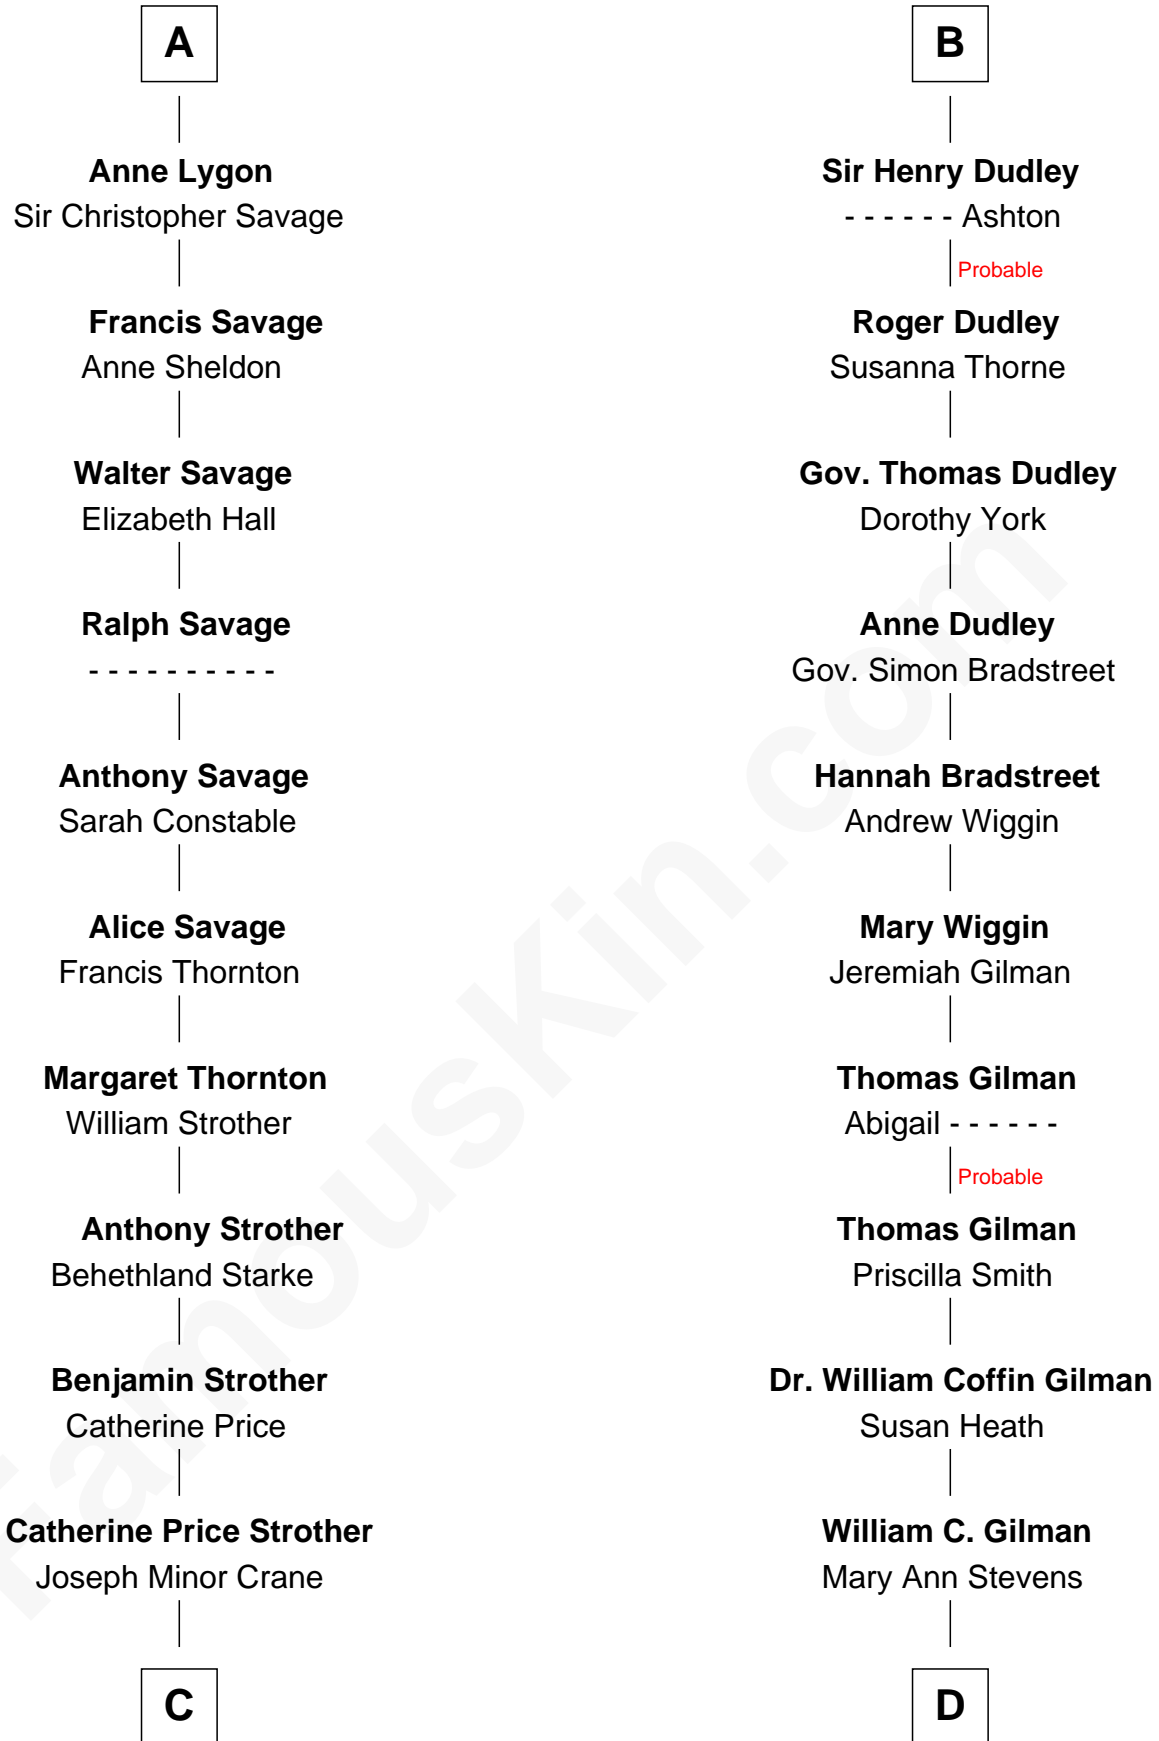 A
Anne Lygon
Sir Christopher Savage
Francis Savage
Anne Sheldon
Walter Savage
Elizabeth Hall
Ralph Savage
- - - - - - - - - -
Anthony Savage
Sarah Constable
Alice Savage
Francis Thornton
Margaret Thornton
William Strother
Anthony Strother
Behethland Starke
Benjamin Strother
Catherine Price
Catherine Price Strother
Joseph Minor Crane
C
B
Sir Henry Dudley
- - - - - - Ashton
Probable
Roger Dudley
Susanna Thorne
Gov. Thomas Dudley
Dorothy York
Anne Dudley
Gov. Simon Bradstreet
Hannah Bradstreet
Andrew Wiggin
Mary Wiggin
Jeremiah Gilman
Thomas Gilman
Abigail - - - - - -
Probable
Thomas Gilman
Priscilla Smith
Dr. William Coffin Gilman
Susan Heath
William C. Gilman
Mary Ann Stevens
D
FamousKin.com